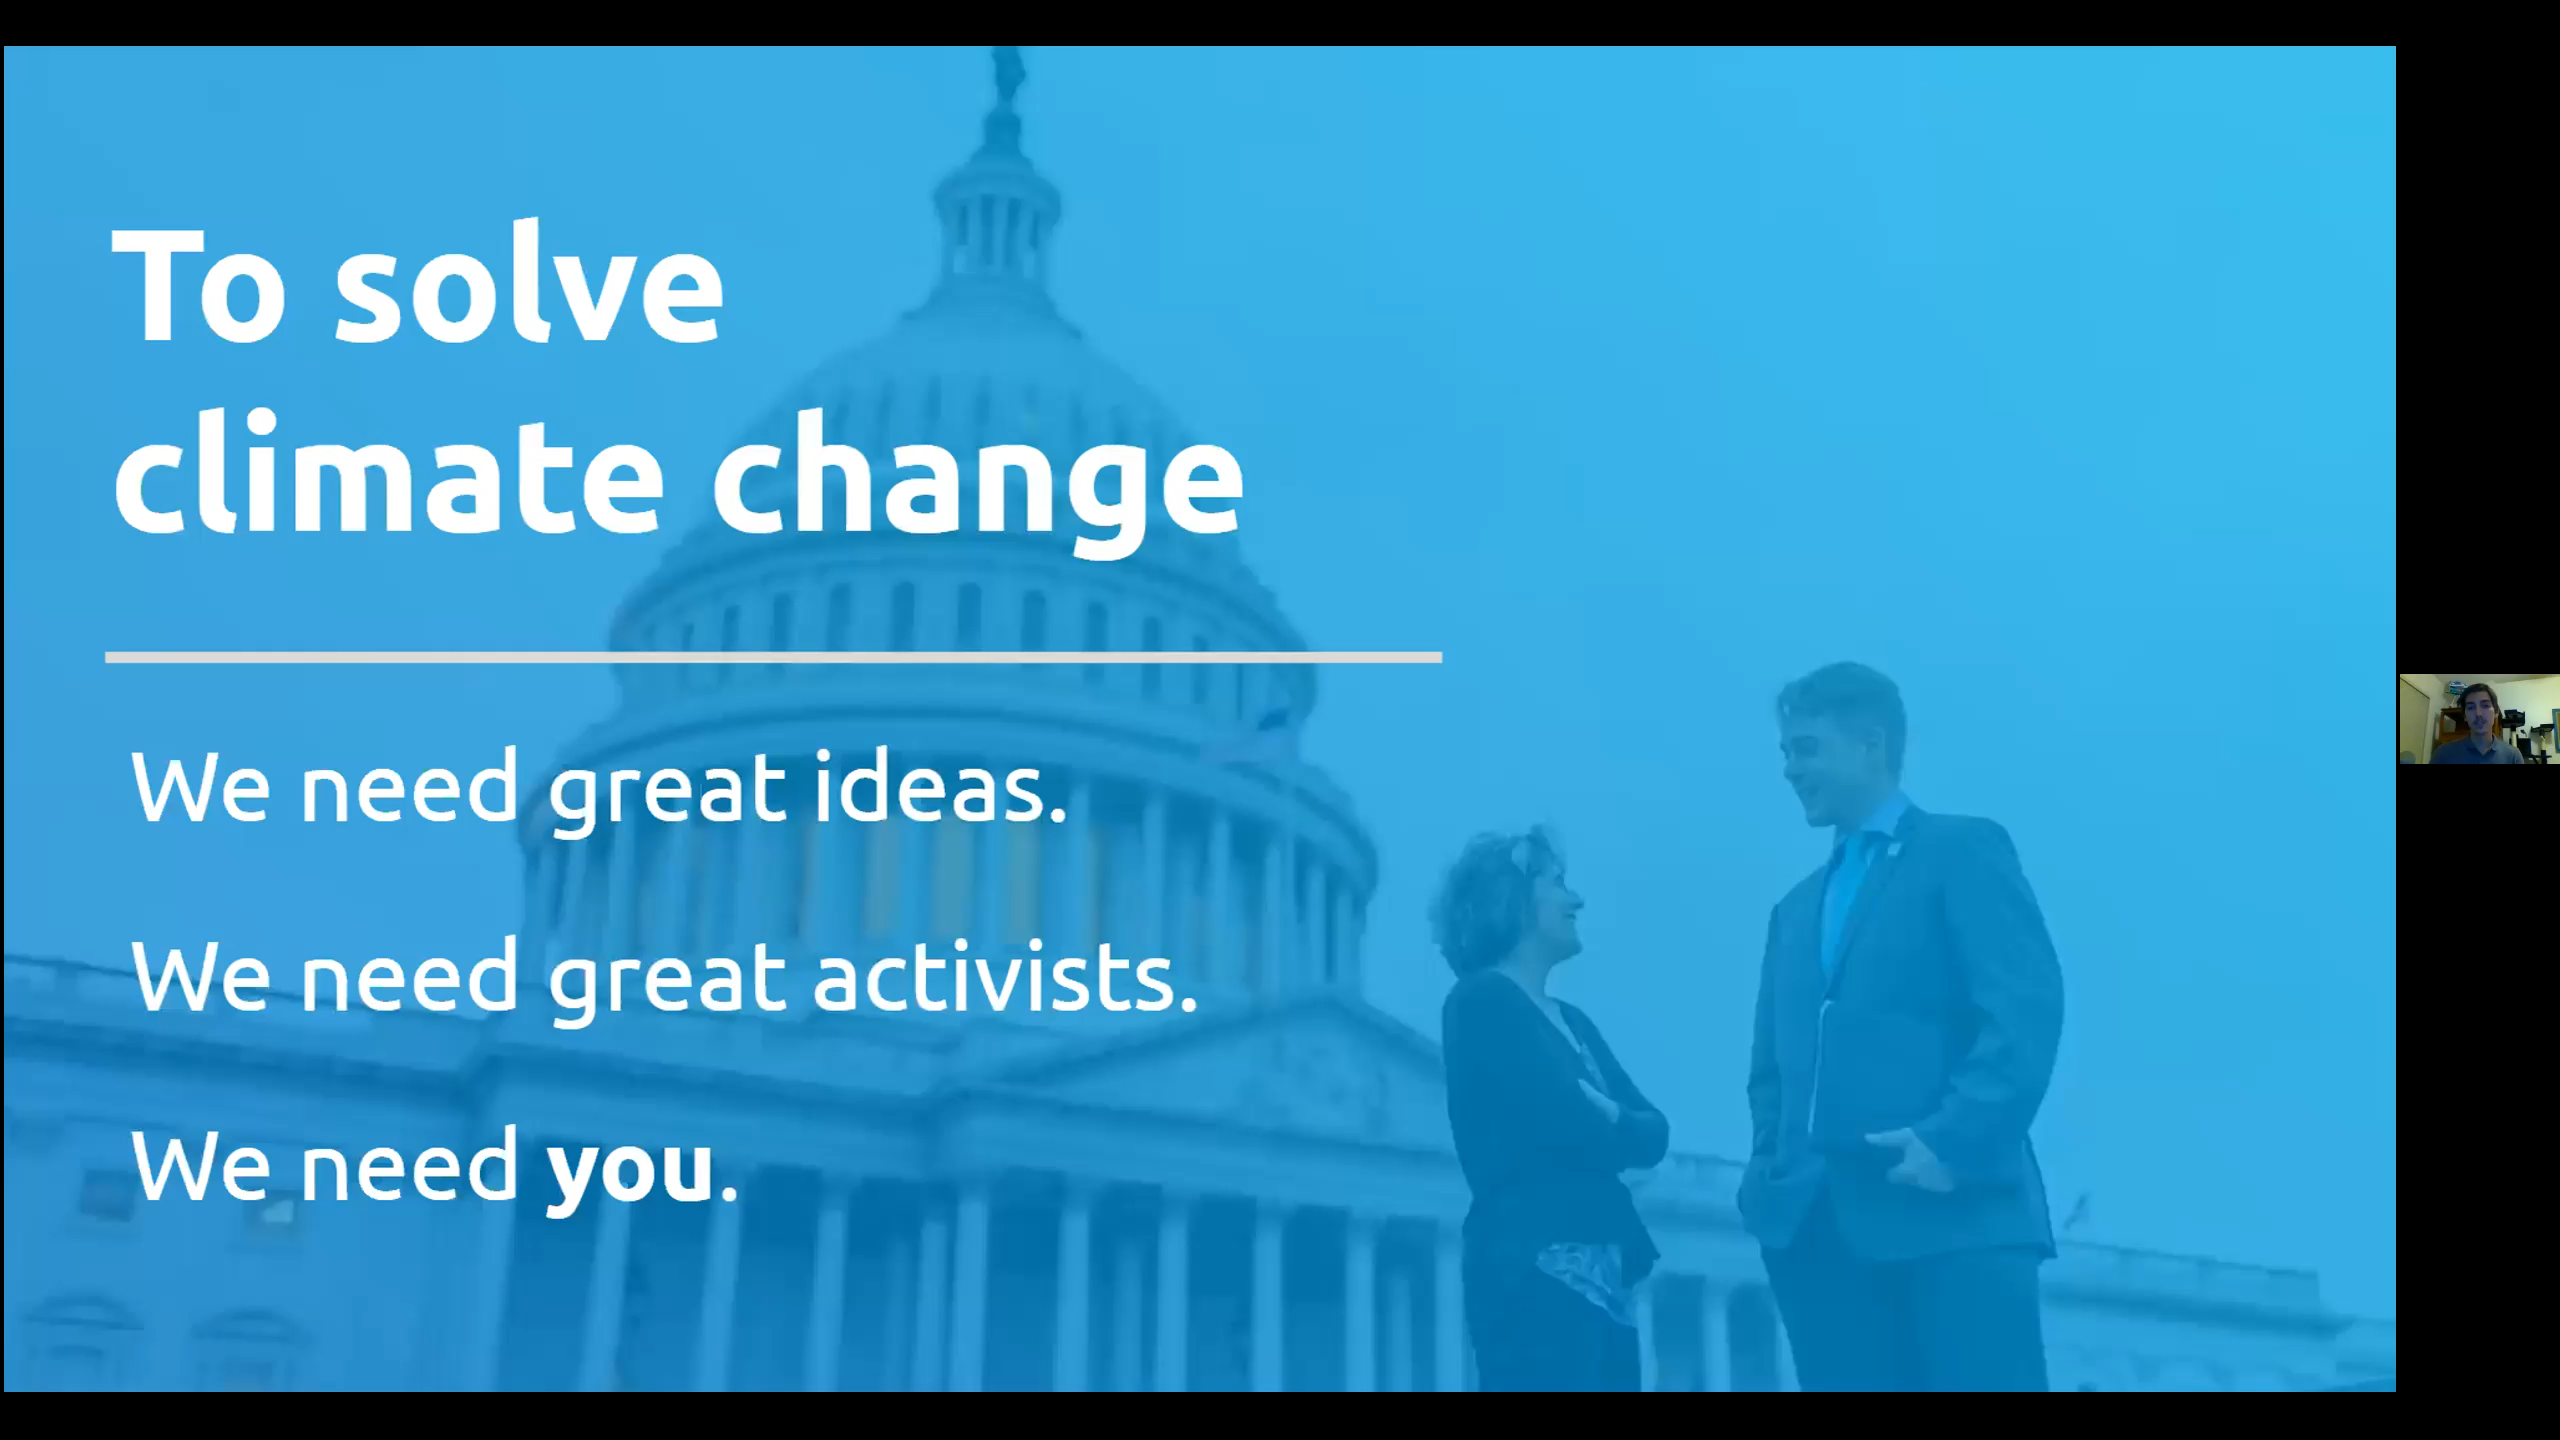 To solve
climate change
We need great ideas.
We need great activists.
We need you.